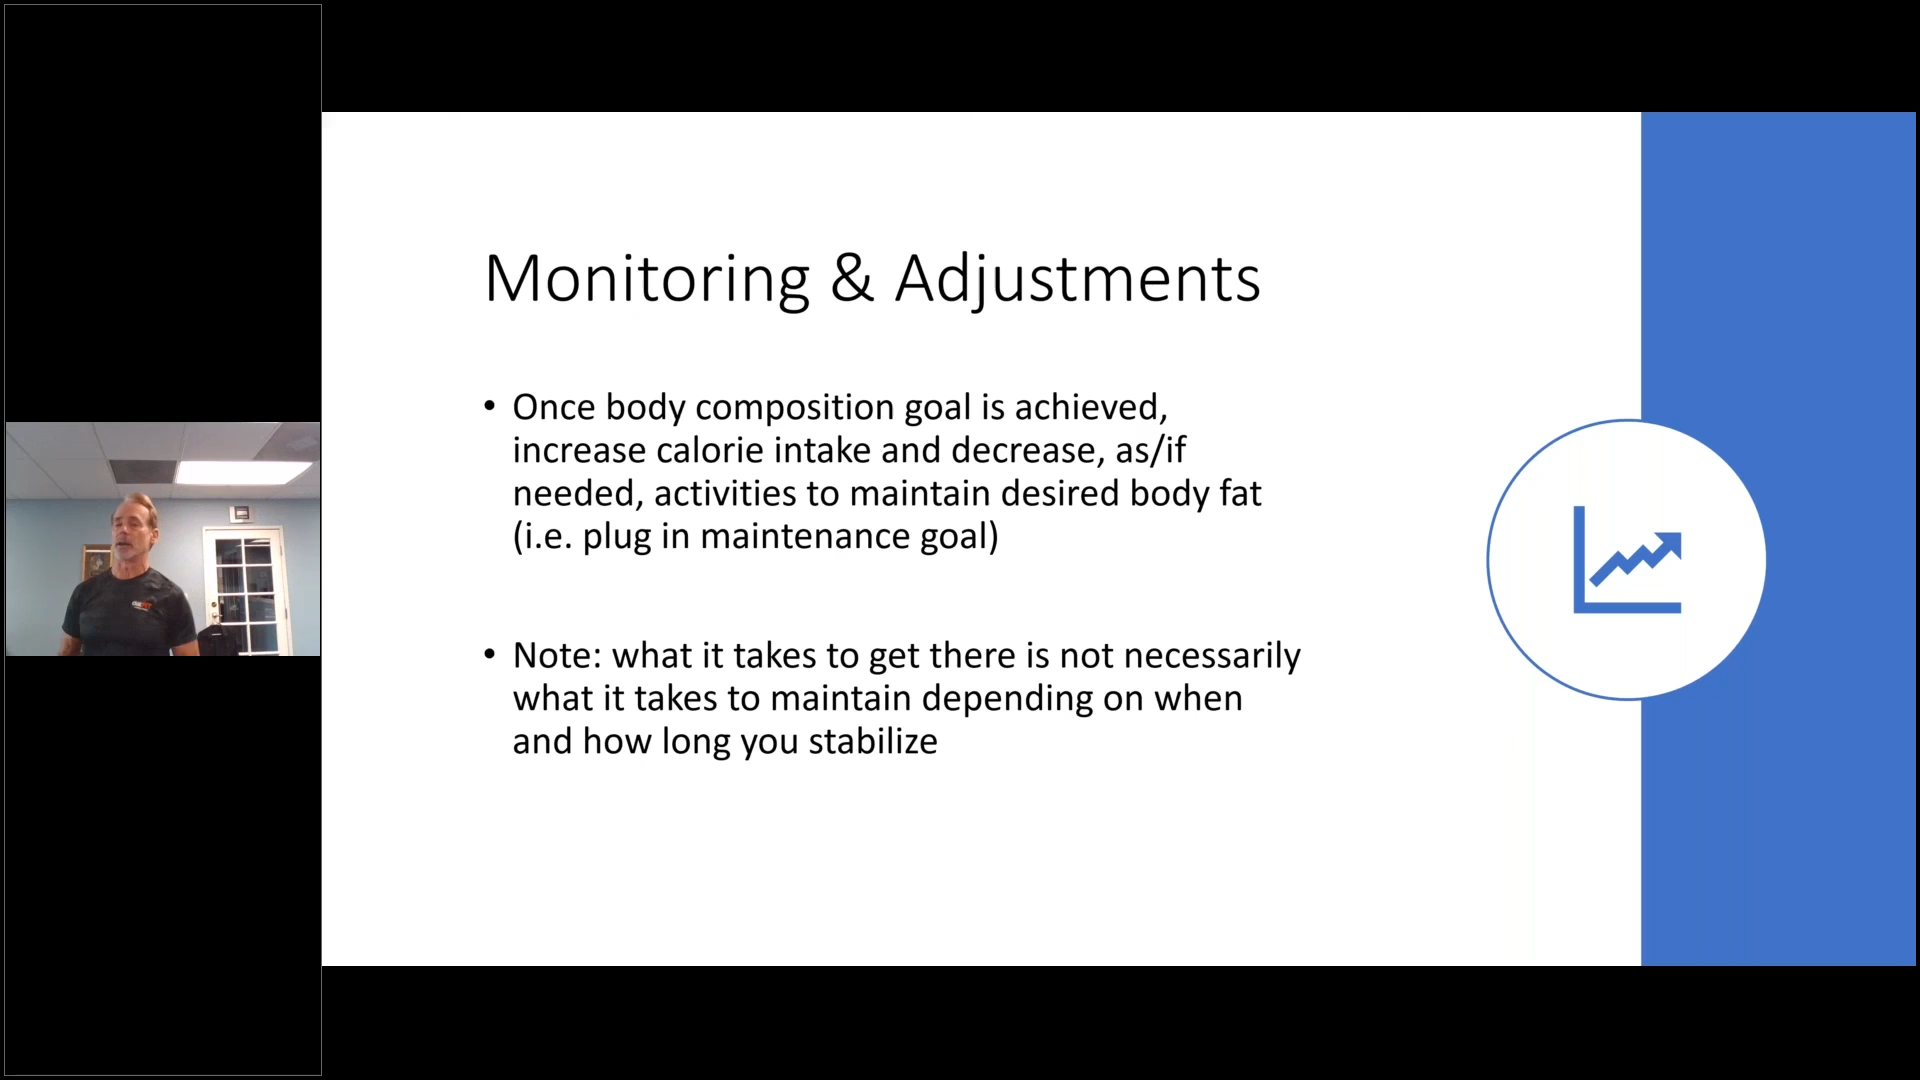 Monitoring & Adjustments
• Once body composition goal is achieved,
increase calorie intake and decrease, as/if
needed, activities to maintain desired body fat
(i.e. plug in maintenance goal)
• Note: what it takes to get there is not necessarily
what it takes to maintain depending on when
and how long you stabilize